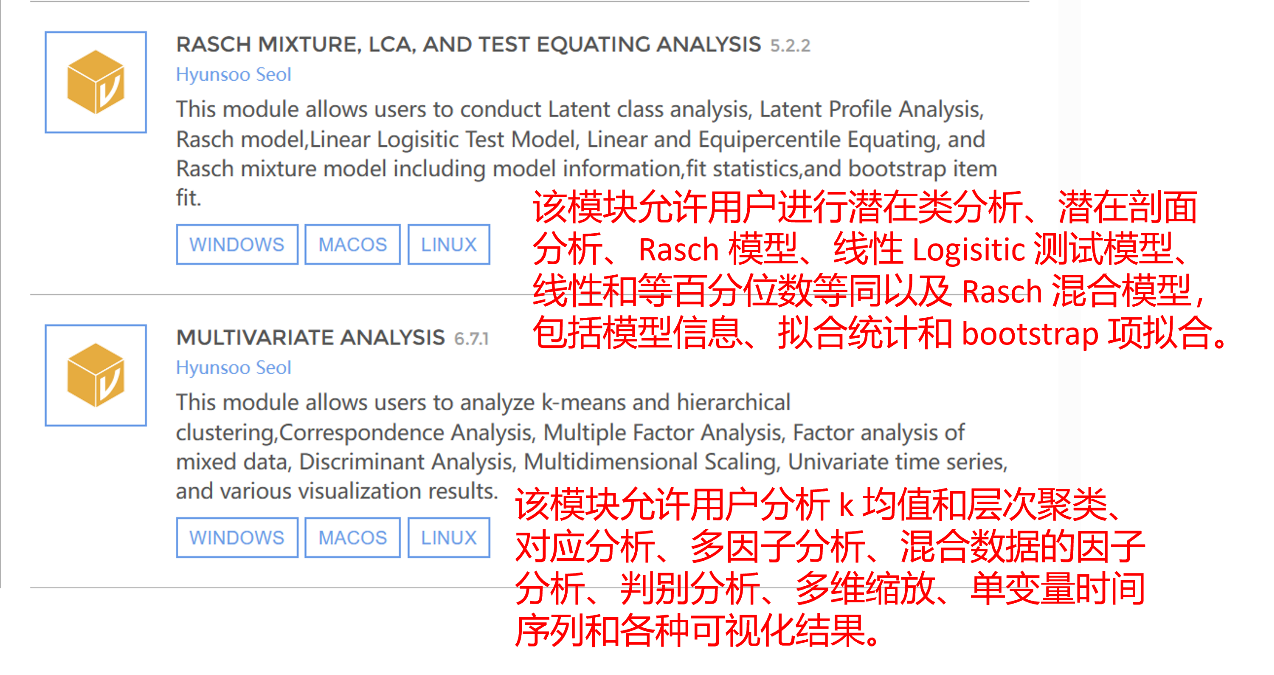 RASCH MIXTURE, LCA, AND TEST EQUATING ANALYSIS 5.2.2
Hyunsoo Seol
This module allows users to conduct Latent class analysis, Latent Profile Analysis,
Rasch model,Linear Logisitic Test Model, Linear and Equipercentile Equating, and
Rasch mixture model including model information,fit statistics,and bootstrap item
fit.
WINDOWS MACOS LINUX
该模块允许用户进行潜在类分析、潜在剖面
分析、Rasch 模型、线性 Logisitic 测试模型、
线性和等百分位数等同以及 Rasch 混合模型，
包括模型信息、拟合统计和 bootstrap 项拟合。
MULTIVARIATE ANALYSIS 6.7.1
Hyunsoo Seol
This module allows users to analyze k-means and hierarchical
clustering,Correspondence Analysis, Multiple Factor Analysis, Factor analysis of
mixed data, Discriminant Analysis, Multidimensional Scaling, Univariate time series,
and various visualization results.
WINDOWS MACOS LINUX
该模块允许用户分析 k 均值和层次聚类、
对应分析、多因子分析、混合数据的因子
分析、判别分析、多维缩放、单变量时间
序列和各种可视化结果。